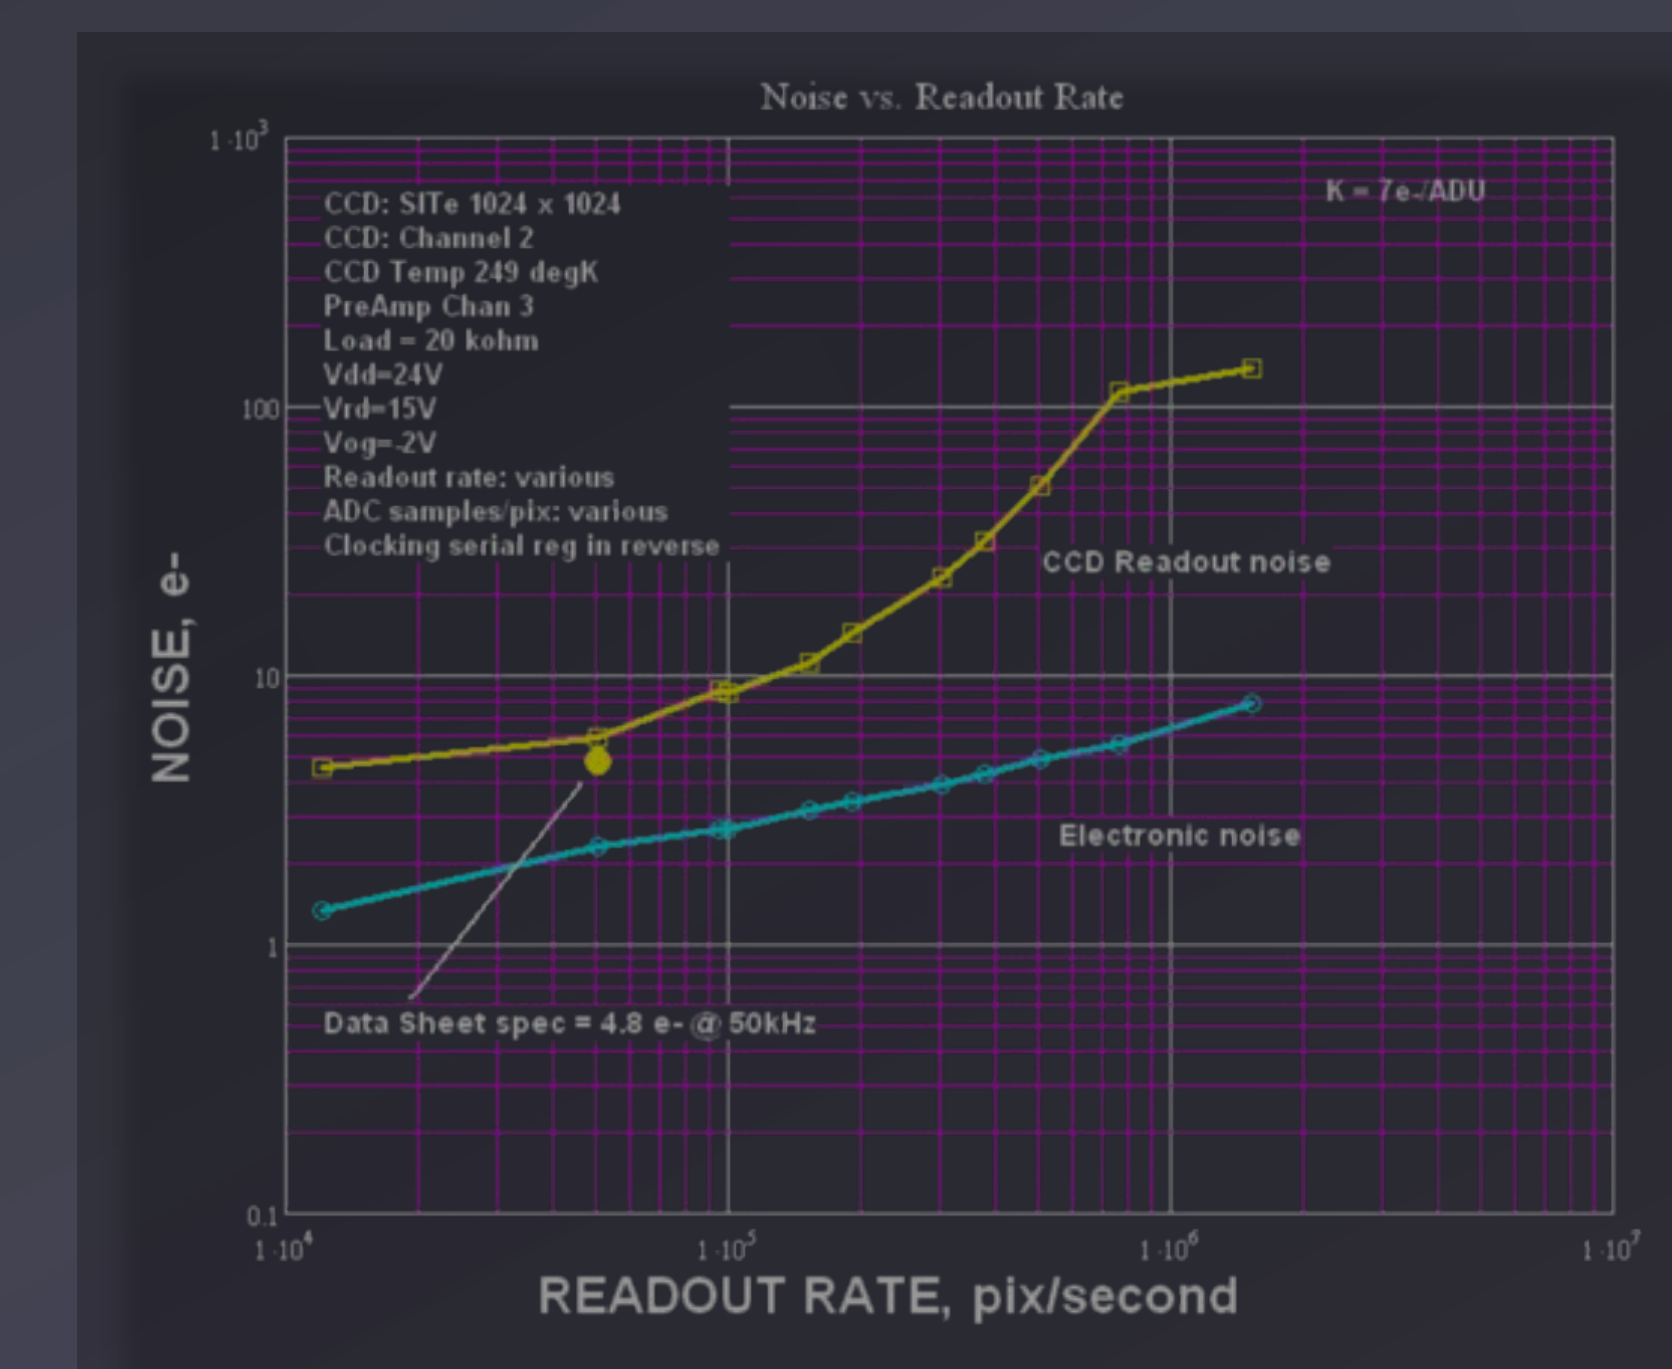 Noise vs. Readout Rate
1·10³
K = 7e-/ADU
CCD: SITe 1024 x 1024
CCD: Channel 2
CCD Temp 249 degK
PreAmp Chan 3
Load = 20 kohm
Vdd=24V
100
Vrd=15V
Vog=-2V
Readout rate: various
ADC samples/pix: various
Clocking serial reg in reverse
CCD Readout noise
NOISE, e-
10
Electronic noise
1
Data Sheet spec = 4.8 e- @ 50kHz
0.1
1·10⁴ 1·10⁵ 1·10⁶ 1·10⁷
READOUT RATE, pix/second